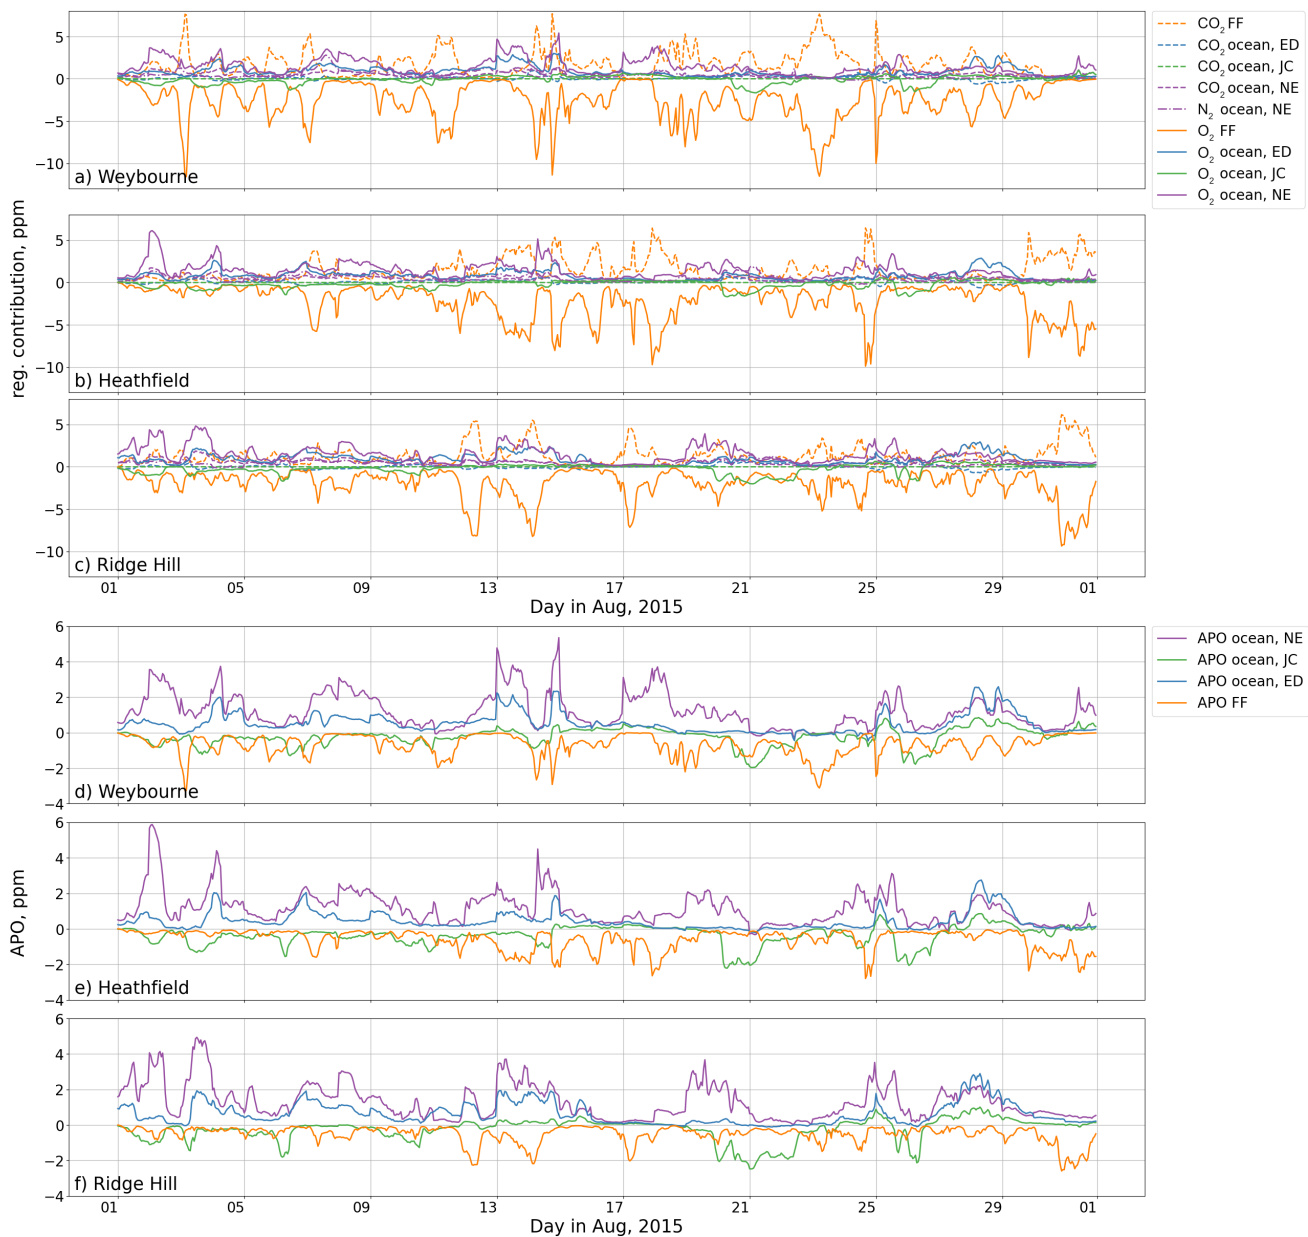 reg. contribution, ppm
5
0
−5
−10
a) Weybourne
CO₂ FF
CO₂ ocean, ED
CO₂ ocean, JC
CO₂ ocean, NE
N₂ ocean, NE
O₂ FF
O₂ ocean, ED
O₂ ocean, JC
O₂ ocean, NE
5
0
−5
−10
b) Heathfield
5
0
−5
−10
c) Ridge Hill
01 05 09 13 17 21 25 29 01
Day in Aug, 2015
APO, ppm
6
4
2
0
−2
−4
d) Weybourne
APO ocean, NE
APO ocean, JC
APO ocean, ED
APO FF
6
4
2
0
−2
−4
e) Heathfield
6
4
2
0
−2
−4
f) Ridge Hill
01 05 09 13 17 21 25 29 01
Day in Aug, 2015